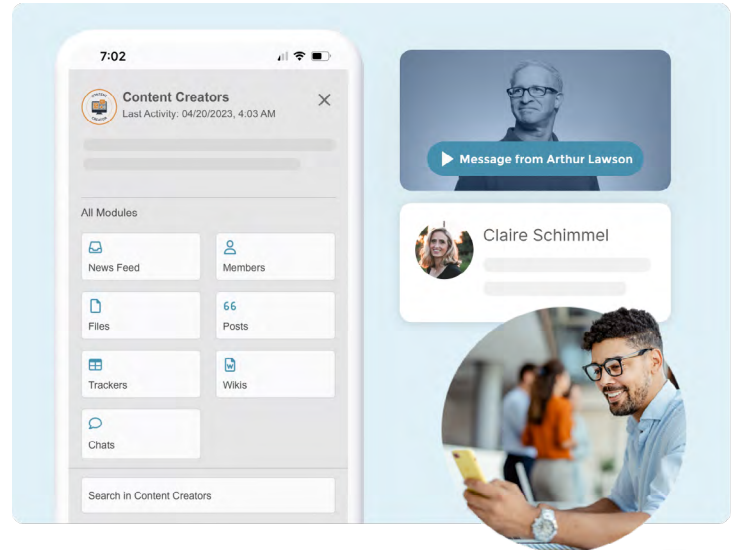 7:02
Content Creators
Last Activity: 04/20/2023, 4:03 AM
All Modules
News Feed
Members
Files
Posts
Trackers
Wikis
Chats
Search in Content Creators
Message from Arthur Lawson
Claire Schimmel